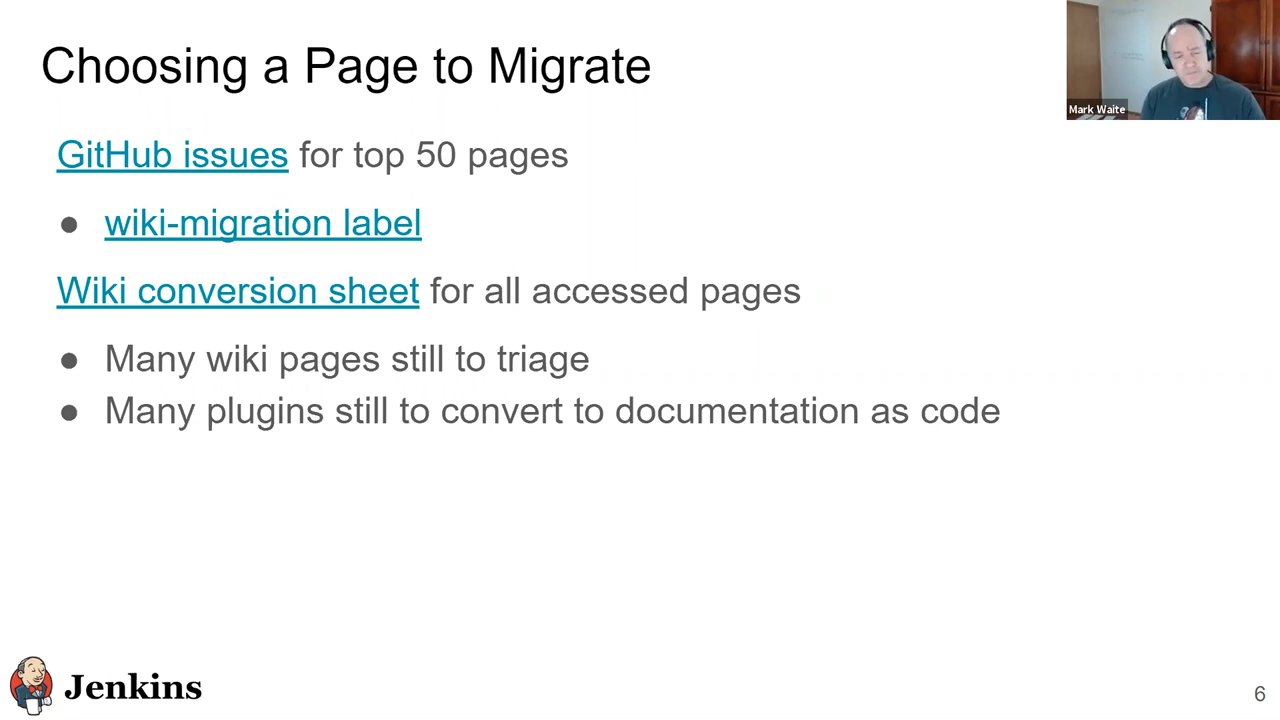 Choosing a Page to Migrate
Mark Waite
GitHub issues for top 50 pages
● wiki-migration label
Wiki conversion sheet for all accessed pages
● Many wiki pages still to triage
● Many plugins still to convert to documentation as code
Jenkins
6